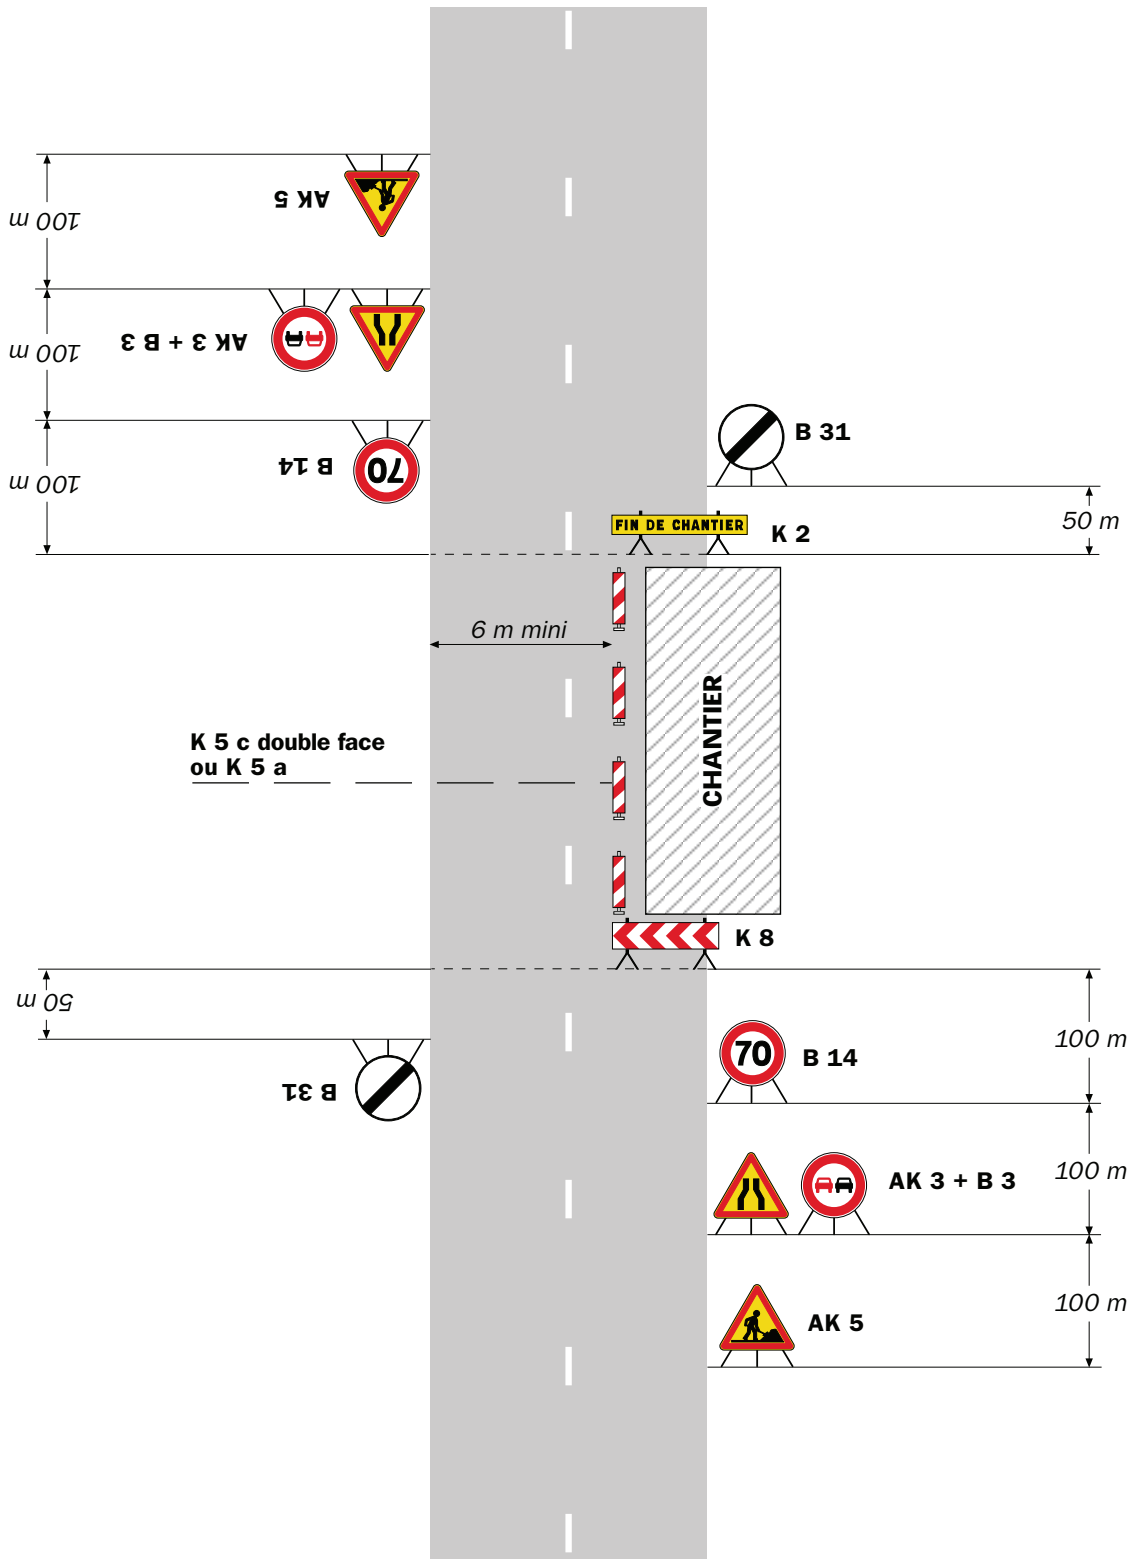 AK 5
100 m
AK 3 + B 3
100 m
B 14
70
100 m
B 31
50 m
FIN DE CHANTIER
K 2
6 m mini
CHANTIER
K 5 c double face
ou K 5 a
K 8
50 m
B 31
70
B 14
100 m
AK 3 + B 3
100 m
AK 5
100 m